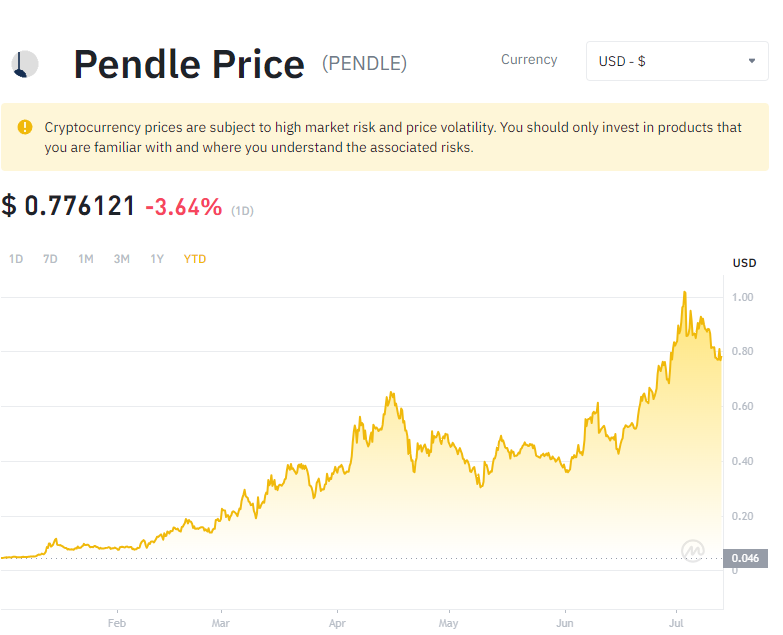 Pendle Price (PENDLE)
Currency
USD - $
Cryptocurrency prices are subject to high market risk and price volatility. You should only invest in products that
you are familiar with and where you understand the associated risks.
$ 0.776121 -3.64% (1D)
1D 7D 1M 3M 1Y YTD
USD
1.00
0.80
0.60
0.40
0.20
0.046
0
Feb Mar Apr May Jun Jul